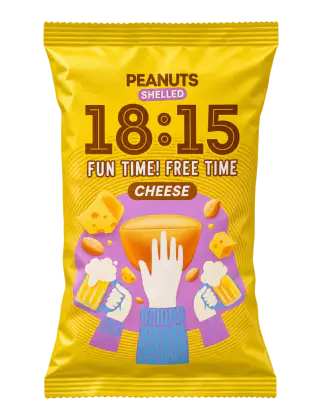 PEANUTS
SHELLED
18:15
FUN TIME! FREE TIME
CHEESE